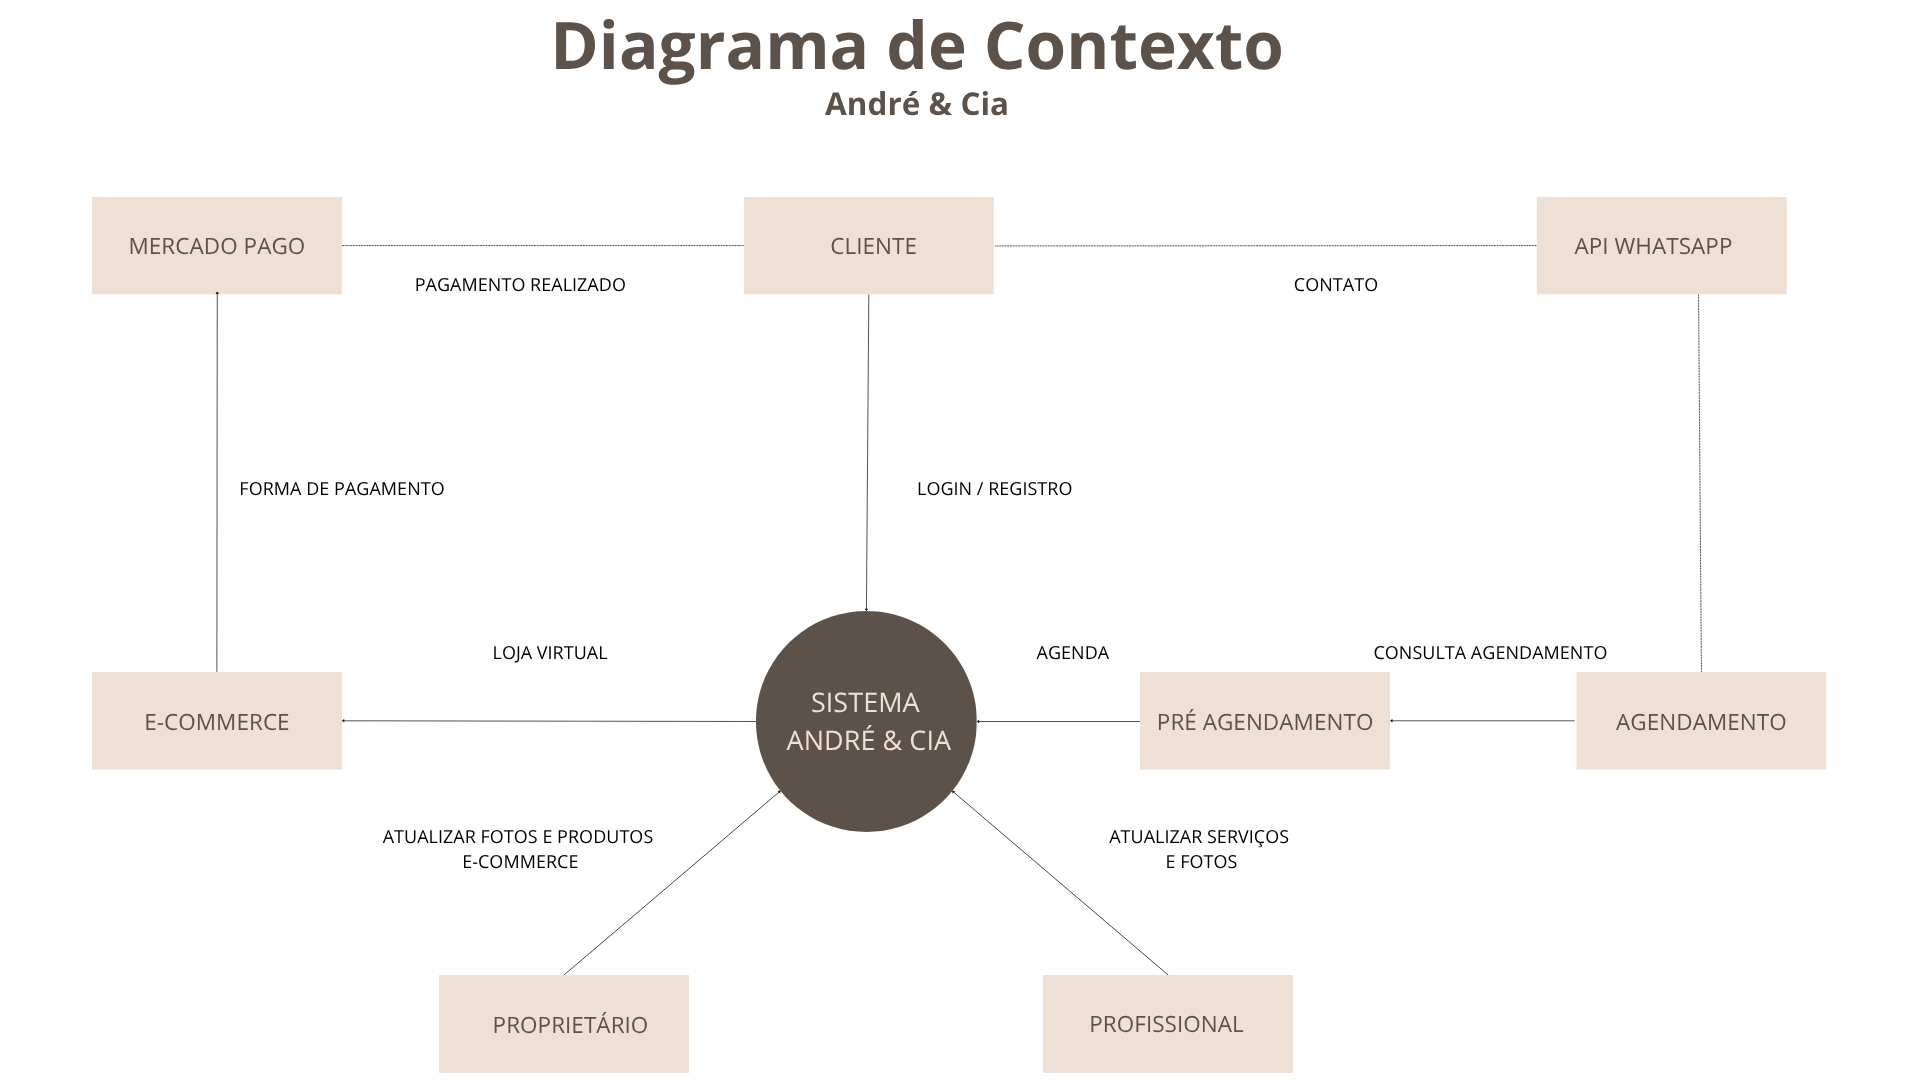 Diagrama de Contexto
André & Cia
MERCADO PAGO
CLIENTE
API WHATSAPP
PAGAMENTO REALIZADO
CONTATO
FORMA DE PAGAMENTO
LOGIN / REGISTRO
LOJA VIRTUAL
AGENDA
CONSULTA AGENDAMENTO
E-COMMERCE
SISTEMA
ANDRÉ & CIA
PRÉ AGENDAMENTO
AGENDAMENTO
ATUALIZAR FOTOS E PRODUTOS
E-COMMERCE
ATUALIZAR SERVIÇOS
E FOTOS
PROPRIETÁRIO
PROFISSIONAL